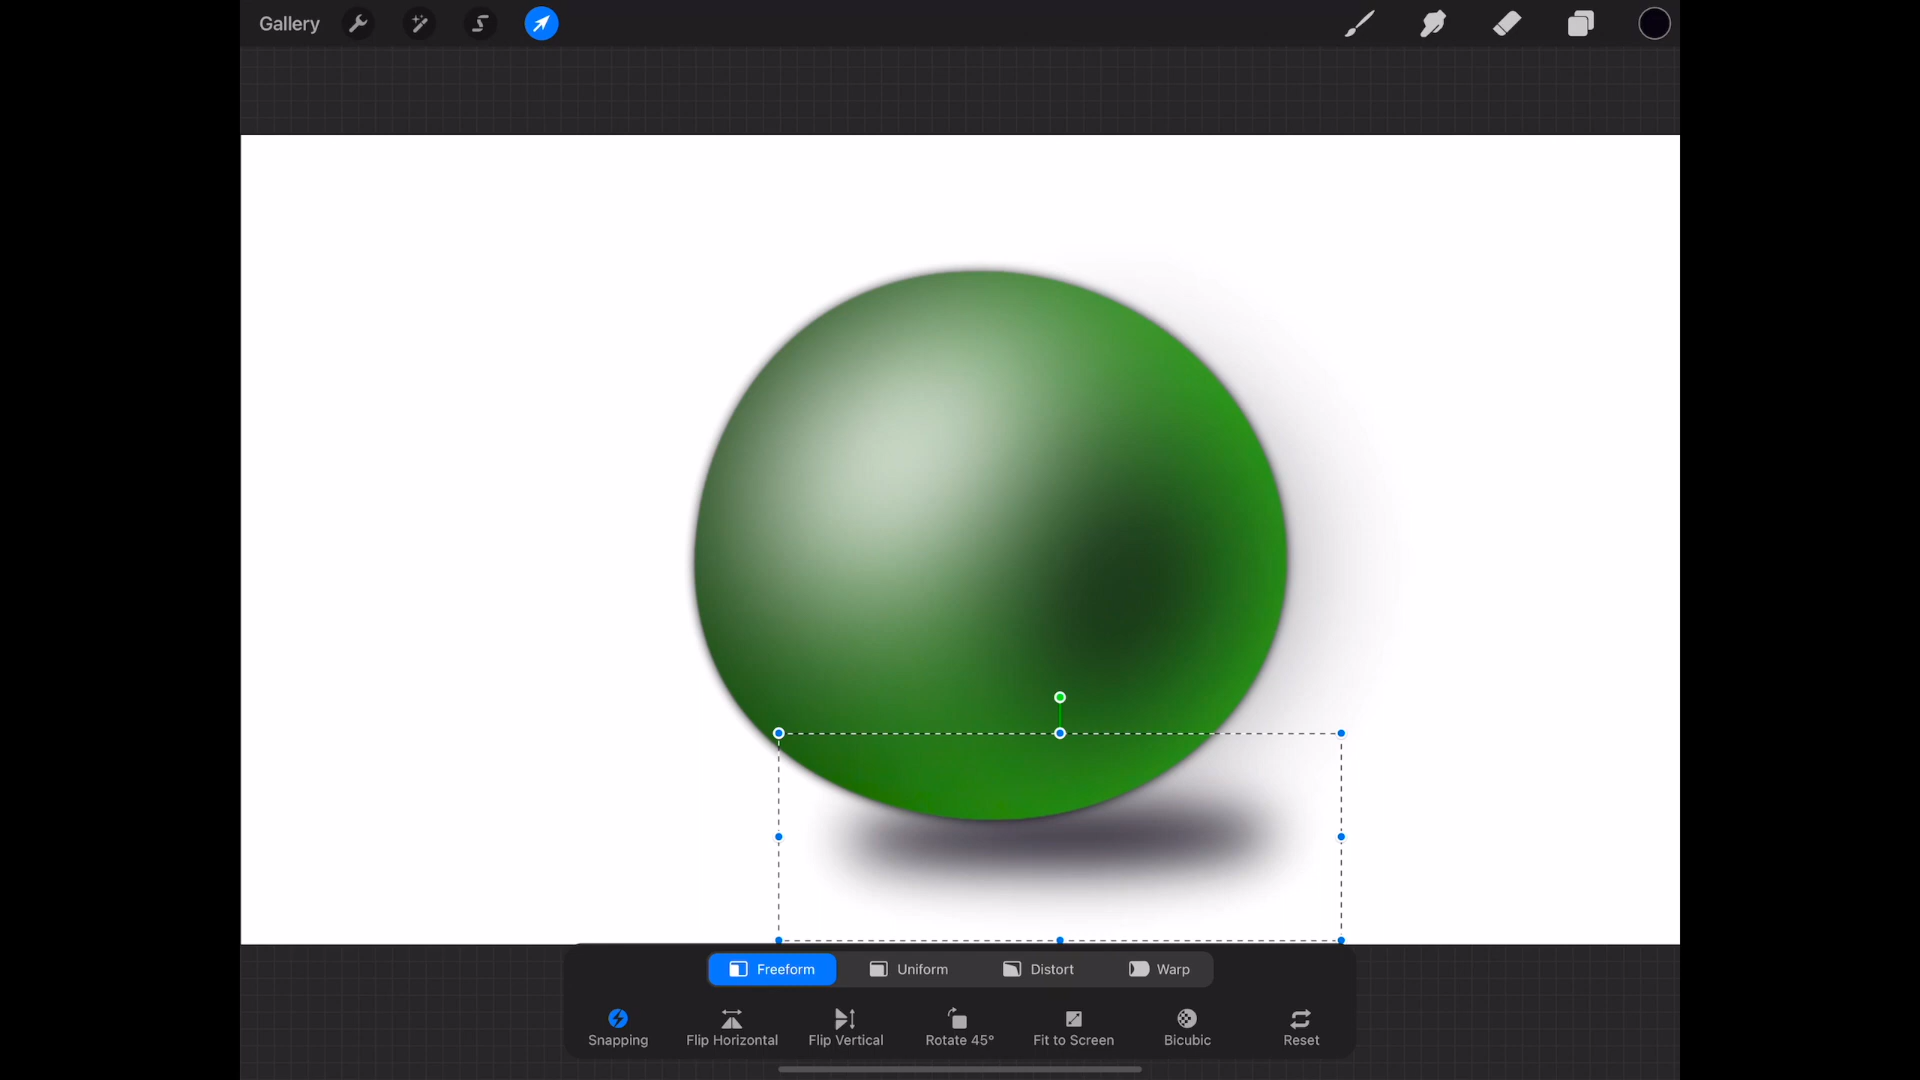 Gallery
Freeform Uniform Distort Warp
Snapping Flip Horizontal Flip Vertical Rotate 45° Fit to Screen Bicubic Reset